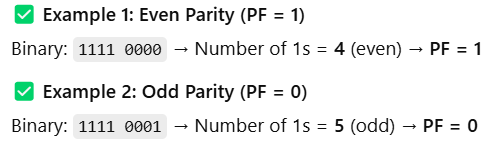 ✅ Example 1: Even Parity (PF = 1)
Binary: 1111 0000 → Number of 1s = 4 (even) → PF = 1
✅ Example 2: Odd Parity (PF = 0)
Binary: 1111 0001 → Number of 1s = 5 (odd) → PF = 0